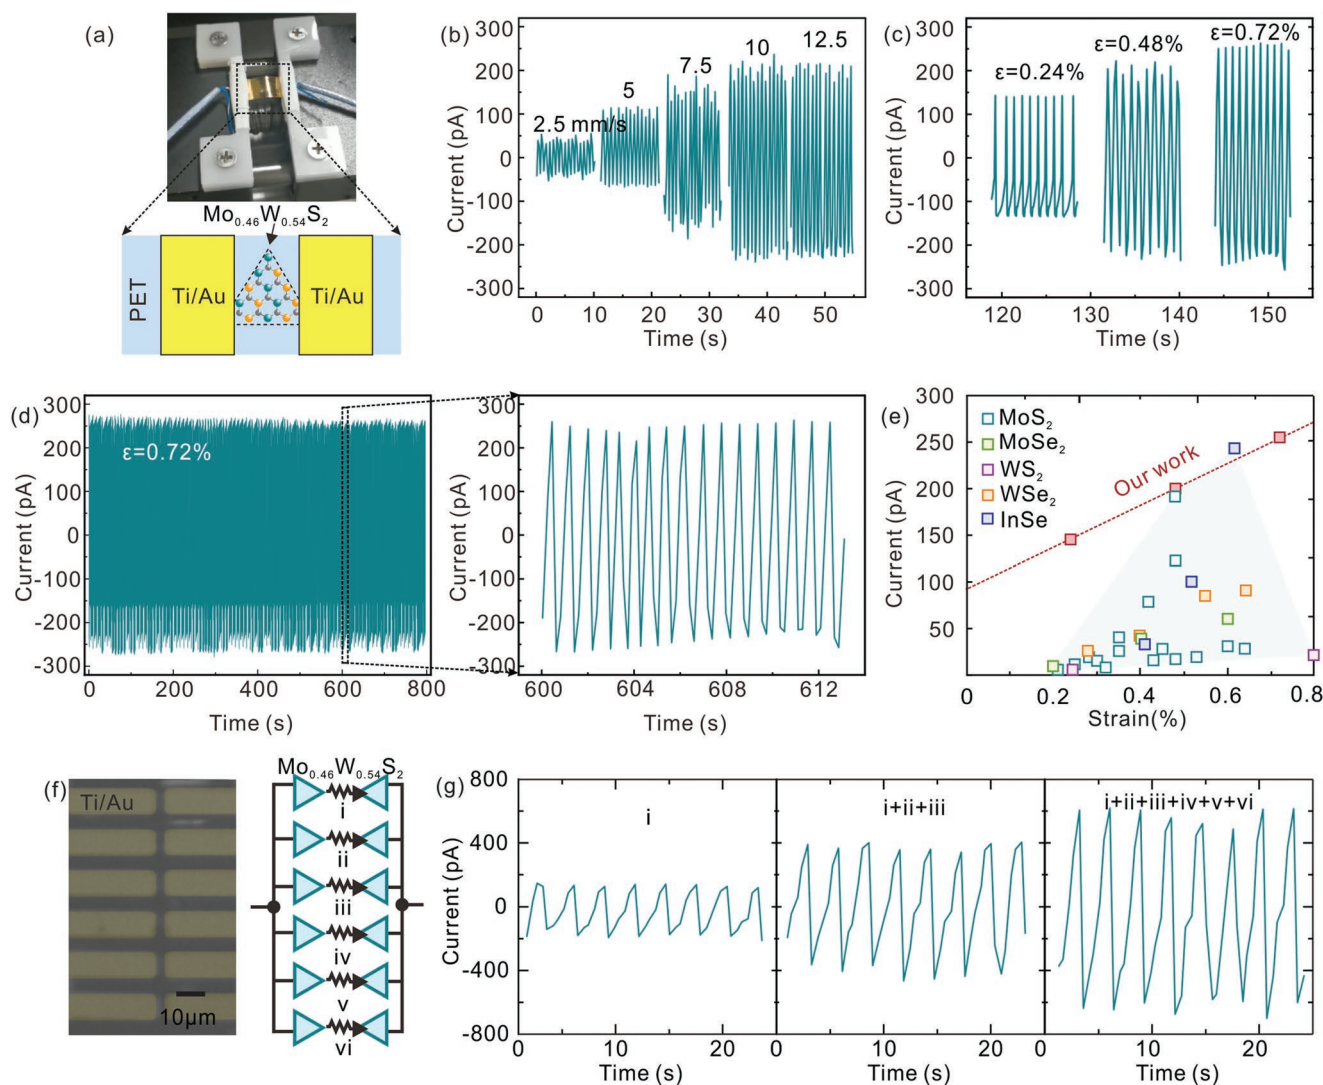 (a)
Mo0.46W0.54S2
PET
Ti/Au
Ti/Au
(b)
Current (pA)
300
200
100
0
-100
-200
-300
2.5 mm/s
5
7.5
10
12.5
0 10 20 30 40 50
Time (s)
(c)
Current (pA)
300
200
100
0
-100
-200
-300
ε=0.24%
ε=0.48%
ε=0.72%
120 130 140 150
Time (s)
(d)
Current (pA)
300
200
100
0
-100
-200
-300
ε=0.72%
0 200 400 600 800
Time (s)
300
200
100
0
-100
-200
-300
600 604 608 612
Time (s)
(e)
Current (pA)
300
250
200
150
100
50
MoS2
MoSe2
WS2
WSe2
InSe
Our work
0 0.2 0.4 0.6 0.8
Strain(%)
(f)
Ti/Au
10μm
Mo0.46W0.54S2
i
ii
iii
iv
v
vi
(g)
Current (pA)
800
400
0
-400
-800
i
i+ii+iii
i+ii+iii+iv+v+vi
0 10 20
Time (s)
0 10 20
Time (s)
0 10 20
Time (s)